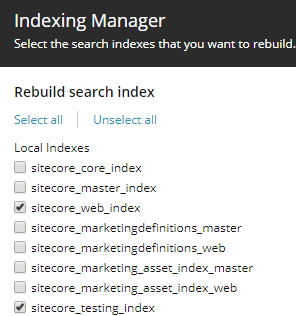 Indexing Manager
Select the search indexes that you want to rebuild.
Rebuild search index
Select all Unselect all
Local Indexes
sitecore_core_index
sitecore_master_index
sitecore_web_index
sitecore_marketingdefinitions_master
sitecore_marketingdefinitions_web
sitecore_marketing_asset_index_master
sitecore_marketing_asset_index_web
sitecore_testing_index